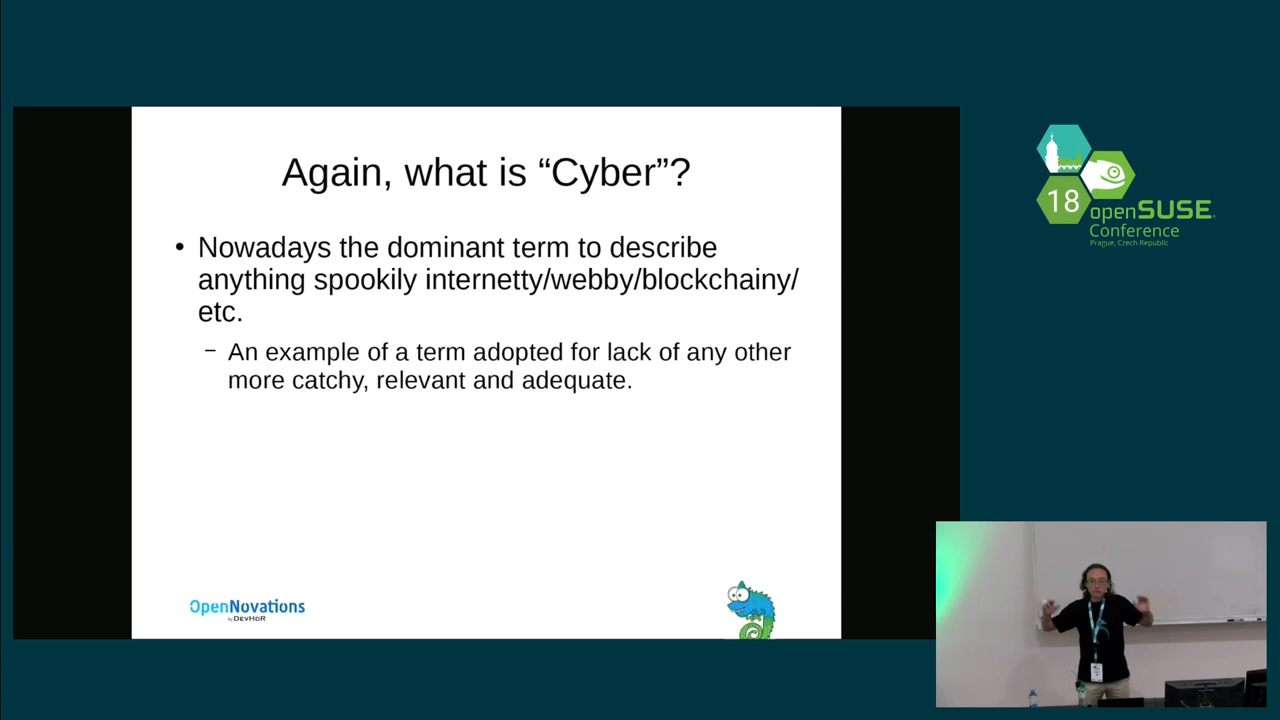 Again, what is “Cyber”?
• Nowadays the dominant term to describe
anything spookily internetty/webby/blockchainy/
etc.
– An example of a term adopted for lack of any other
more catchy, relevant and adequate.
OpenNovations
by DEVHDR
18
openSUSE
Conference
Prague, Czech Republic